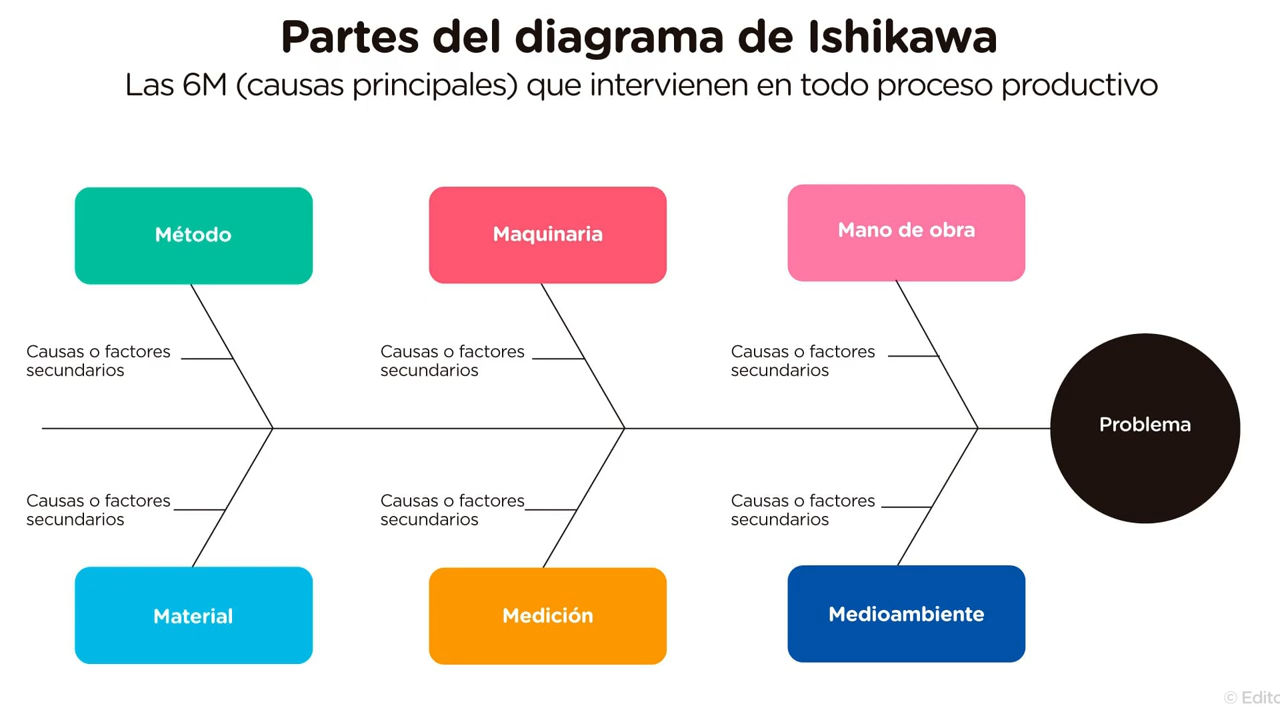 Partes del diagrama de Ishikawa
Las 6M (causas principales) que intervienen en todo proceso productivo
Método
Maquinaria
Mano de obra
Causas o factores
secundarios
Causas o factores
secundarios
Causas o factores
secundarios
Problema
Causas o factores
secundarios
Causas o factores
secundarios
Causas o factores
secundarios
Material
Medición
Medioambiente
©